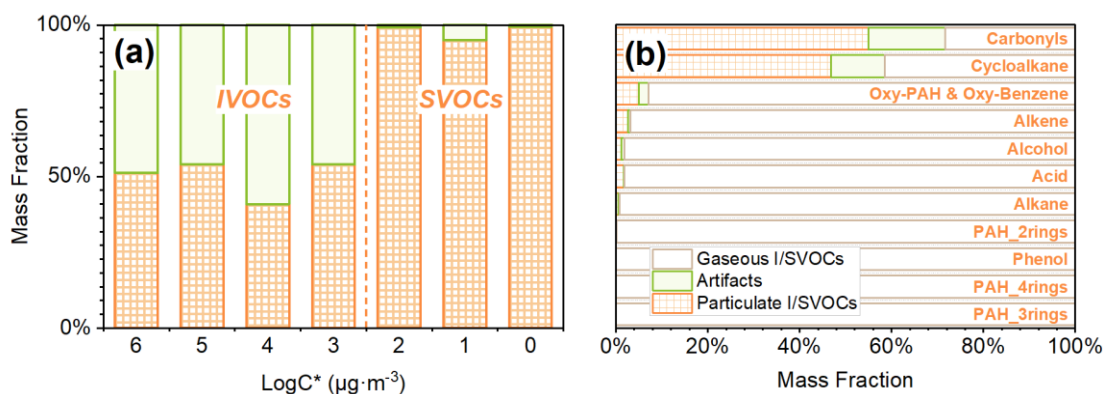 (a)
100%
50%
0%
Mass Fraction
IVOCs
SVOCs
6 5 4 3 2 1 0
LogC* (μg·m⁻³)
(b)
Carbonyls
Cycloalkane
Oxy-PAH & Oxy-Benzene
Alkene
Alcohol
Acid
Alkane
PAH_2rings
Phenol
PAH_4rings
PAH_3rings
Gaseous I/SVOCs
Artifacts
Particulate I/SVOCs
0% 20% 40% 60% 80% 100%
Mass Fraction